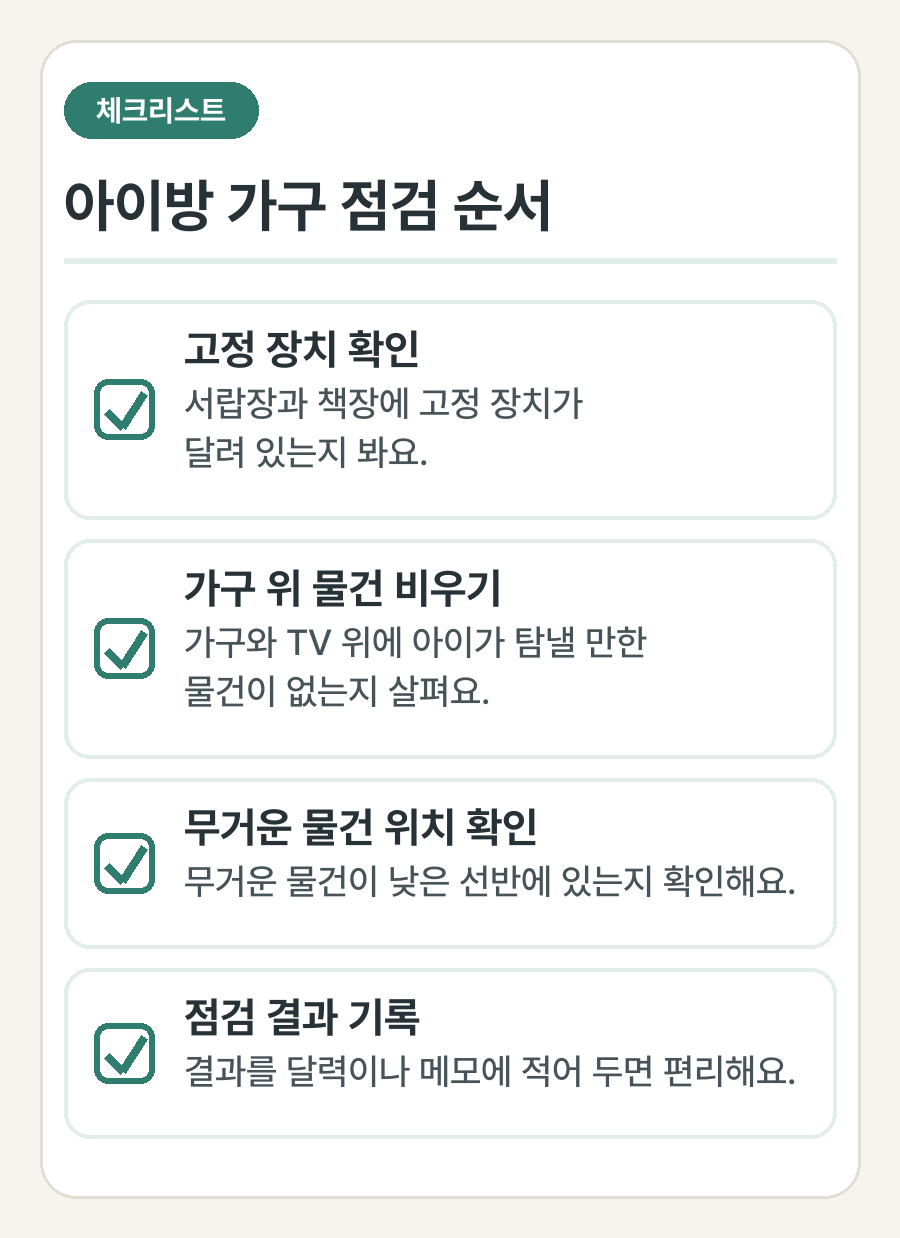 체크리스트
아이방 가구 점검 순서
고정 장치 확인
서랍장과 책장에 고정 장치가
달려 있는지 봐요.
가구 위 물건 비우기
가구와 TV 위에 아이가 탐낼 만한
물건이 없는지 살펴요.
무거운 물건 위치 확인
무거운 물건이 낮은 선반에 있는지 확인해요.
점검 결과 기록
결과를 달력이나 메모에 적어 두면 편리해요.